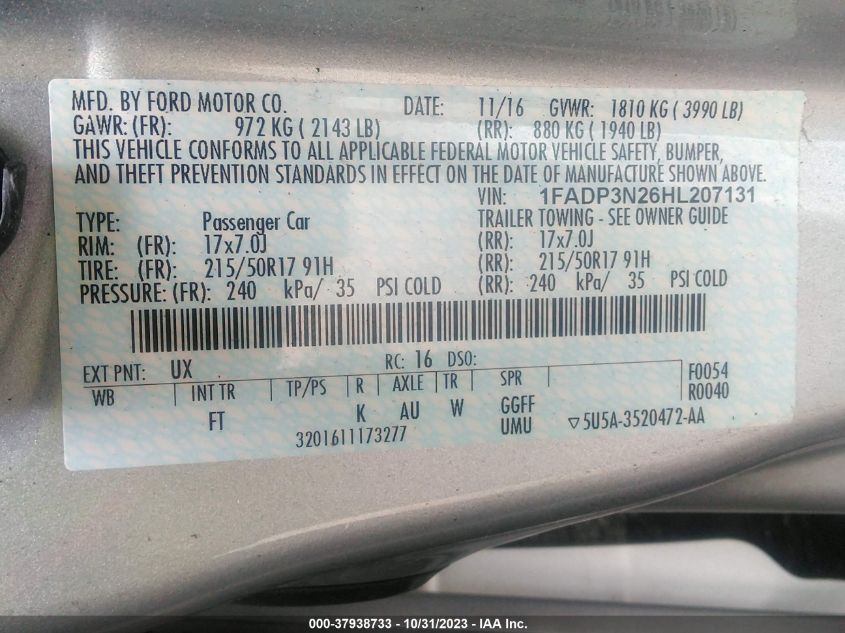 MFD. BY FORD MOTOR CO. DATE: 11/16 GVWR: 1810 KG ( 3990 LB)
GAWR: (FR): 972 KG ( 2143 LB) (RR): 880 KG ( 1940 LB)
THIS VEHICLE CONFORMS TO ALL APPLICABLE FEDERAL MOTOR VEHICLE SAFETY, BUMPER,
AND THEFT PREVENTION STANDARDS IN EFFECT ON THE DATE OF MANUFACTURE SHOWN ABOVE.
VIN: 1FADP3N26HL207131
TYPE: Passenger Car TRAILER TOWING - SEE OWNER GUIDE
RIM: (FR): 17x7.0J (RR): 17x7.0J
TIRE: (FR): 215/50R17 91H (RR): 215/50R17 91H
PRESSURE: (FR): 240 kPa/ 35 PSI COLD (RR): 240 kPa/ 35 PSI COLD
EXT PNT: UX RC: 16 DSO: F0054
WB INT TR TP/PS R AXLE TR SPR R0040
FT K AU W GGFF
UMU ▽5U5A-3520472-AA
3201611173277
000-37938733 - 10/31/2023 - IAA Inc.